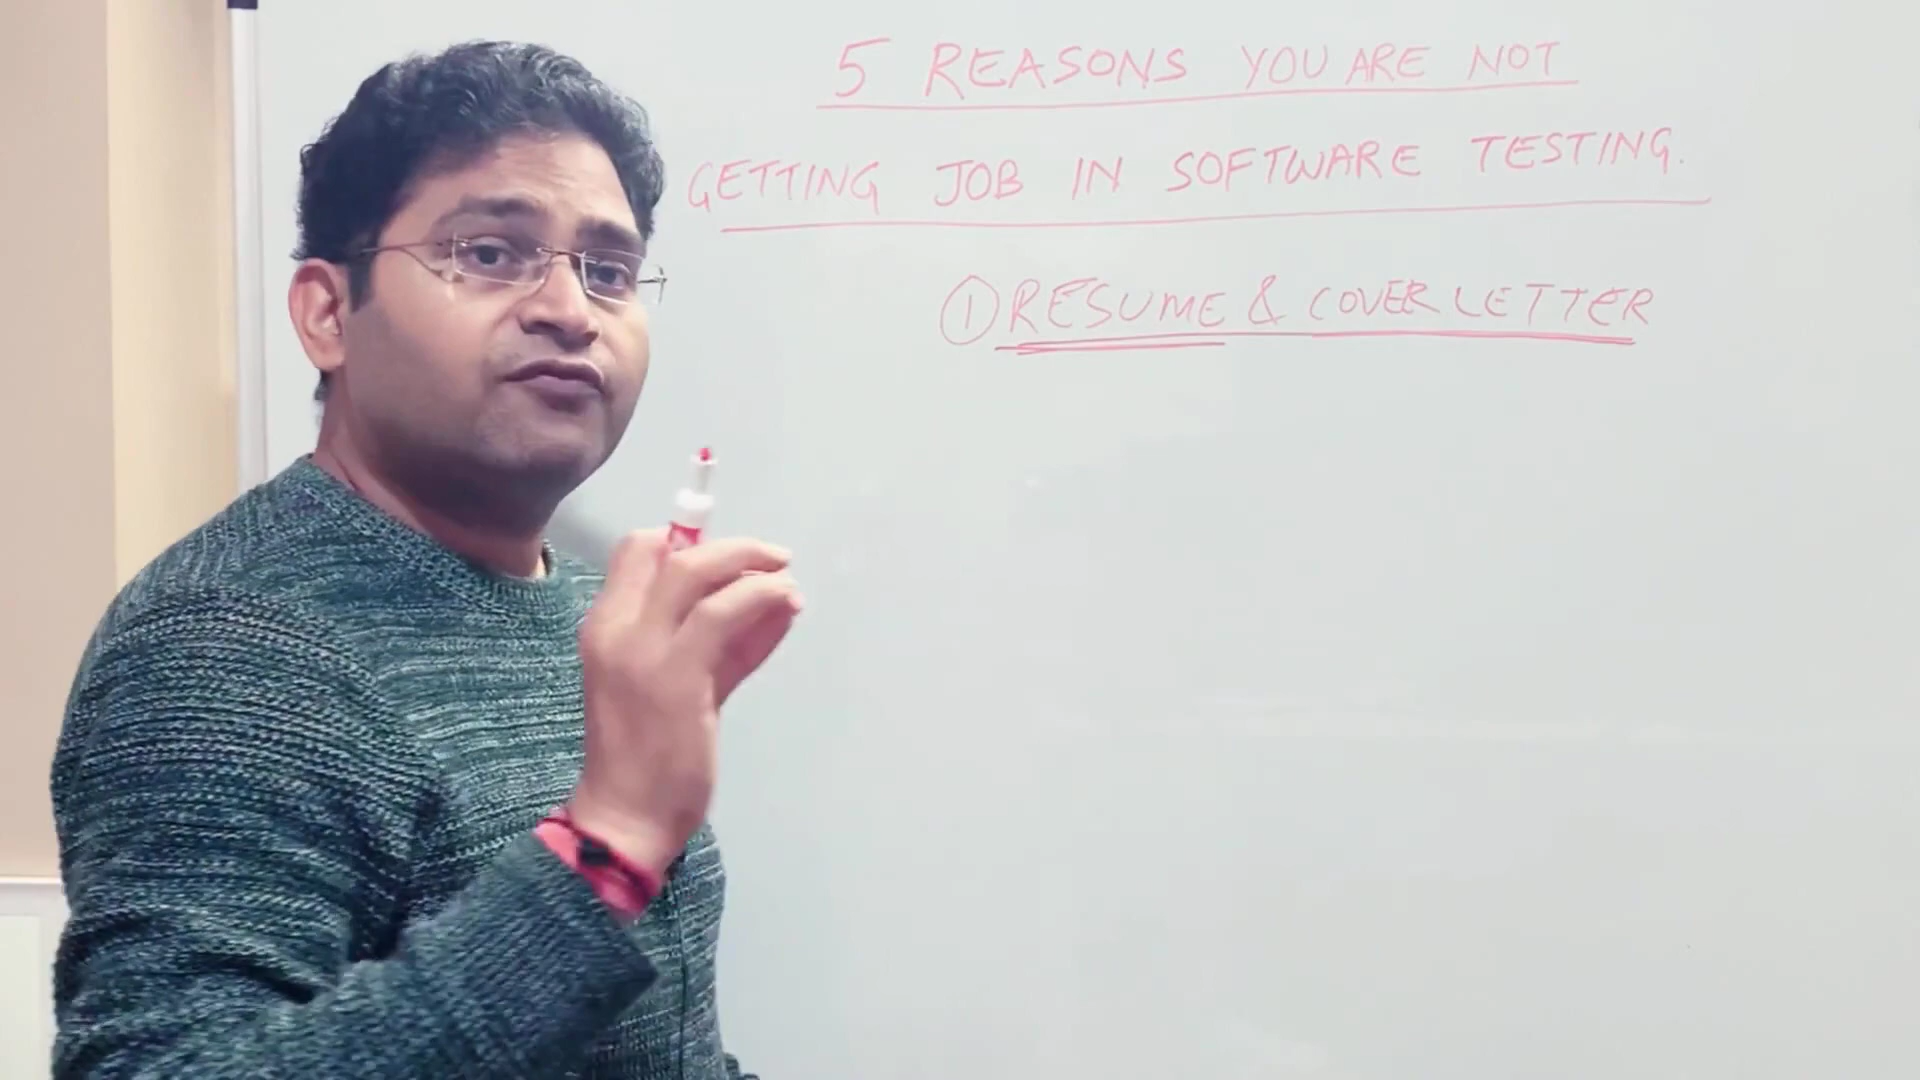 5 REASONS YOU ARE NOT
GETTING JOB IN SOFTWARE TESTING.
① RESUME & COVER LETTER